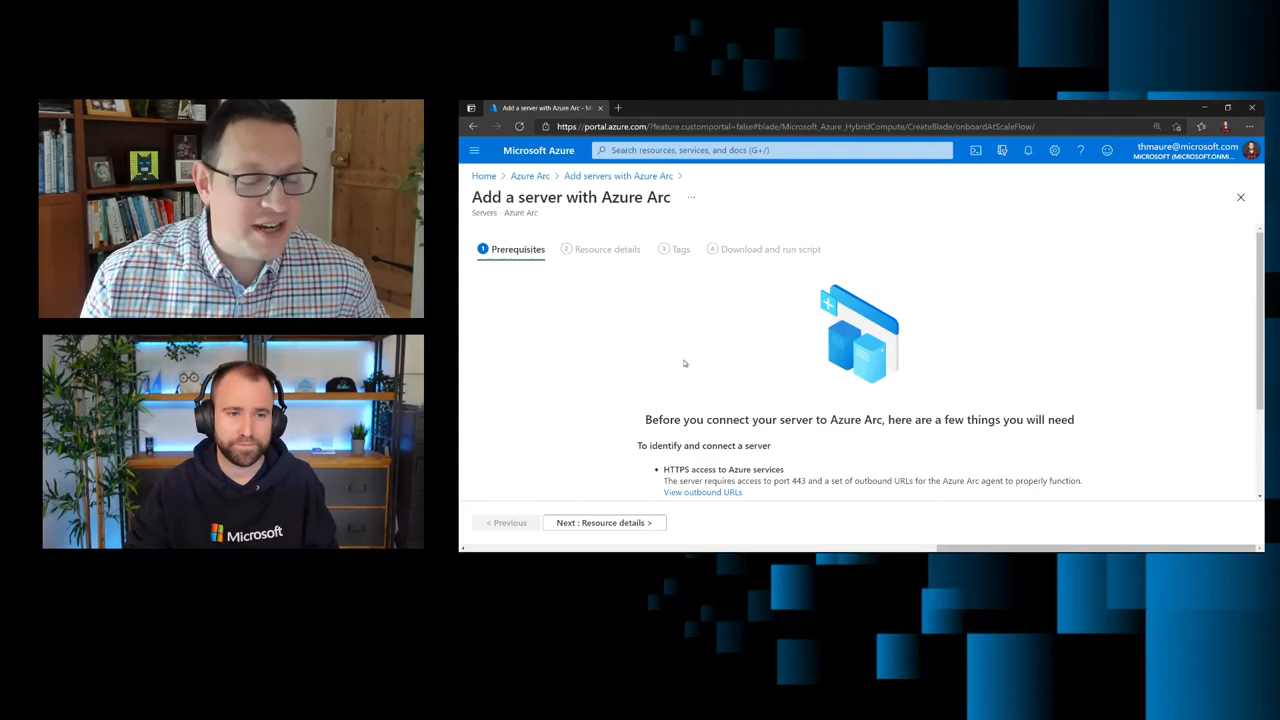 Microsoft
Add a server with Azure Arc - M
https://portal.azure.com/?feature.customportal=false#blade/Microsoft_Azure_HybridCompute/CreateBlade/onboardAtScaleFlow/
Microsoft Azure
Search resources, services, and docs (G+/)
thmaure@microsoft.com
MICROSOFT (MICROSOFT.ONMI...
Home > Azure Arc > Add servers with Azure Arc >
Add a server with Azure Arc ...
Servers - Azure Arc
1 Prerequisites 2 Resource details 3 Tags 4 Download and run script
Before you connect your server to Azure Arc, here are a few things you will need
To identify and connect a server
• HTTPS access to Azure services
The server requires access to port 443 and a set of outbound URLs for the Azure Arc agent to properly function.
View outbound URLs
< Previous
Next : Resource details >